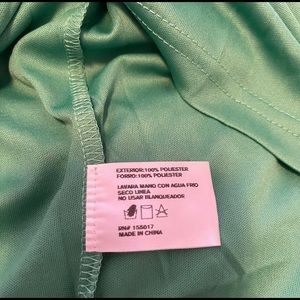 EXTERIOR:100% POLIESTER
FORRO:100% POLIESTER
LAVARA MANO CON AGUA FRIO
SECO LINEA
NO USAR BLANQUEADOR
RN# 155617
MADE IN CHINA